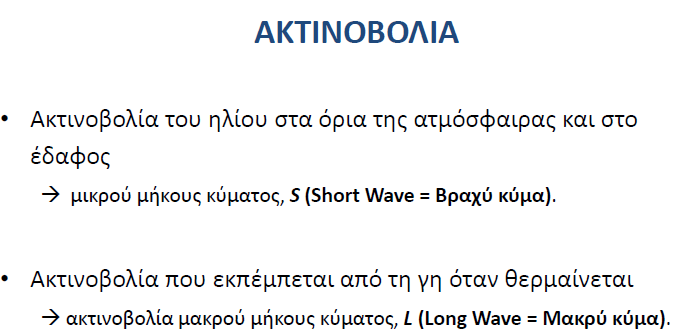 ΑΚΤΙΝΟΒΟΛΙΑ
• Ακτινοβολία του ηλίου στα όρια της ατμόσφαιρας και στο
έδαφος
→ μικρού μήκους κύματος, S (Short Wave = Βραχύ κύμα).
• Ακτινοβολία που εκπέμπεται από τη γη όταν θερμαίνεται
→ ακτινοβολία μακρού μήκους κύματος, L (Long Wave = Μακρύ κύμα).